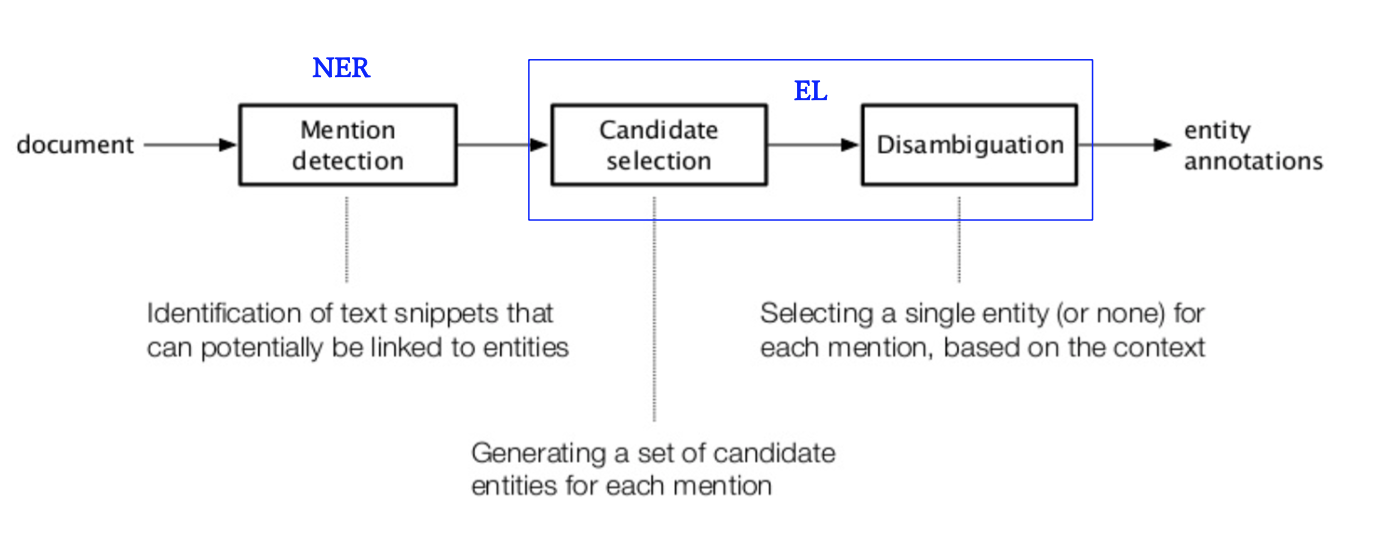 NER
EL
document
Mention
detection
Candidate
selection
Disambiguation
entity
annotations
Identification of text snippets that
can potentially be linked to entities
Selecting a single entity (or none) for
each mention, based on the context
Generating a set of candidate
entities for each mention